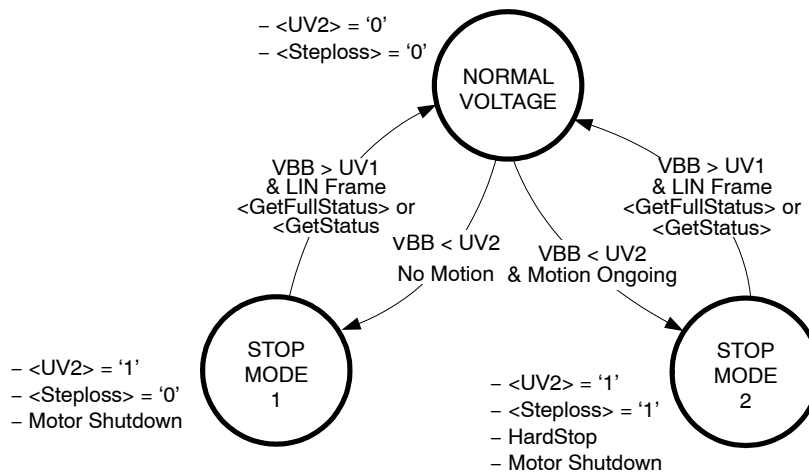 – <UV2> = ‘0’
– <Steploss> = ‘0’
NORMAL
VOLTAGE
VBB > UV1
& LIN Frame
<GetFullStatus> or
<GetStatus
VBB < UV2
No Motion
VBB < UV2
& Motion Ongoing
VBB > UV1
& LIN Frame
<GetFullStatus> or
<GetStatus>
STOP
MODE
1
– <UV2> = ‘1’
– <Steploss> = ‘0’
– Motor Shutdown
STOP
MODE
2
– <UV2> = ‘1’
– <Steploss> = ‘1’
– HardStop
– Motor Shutdown